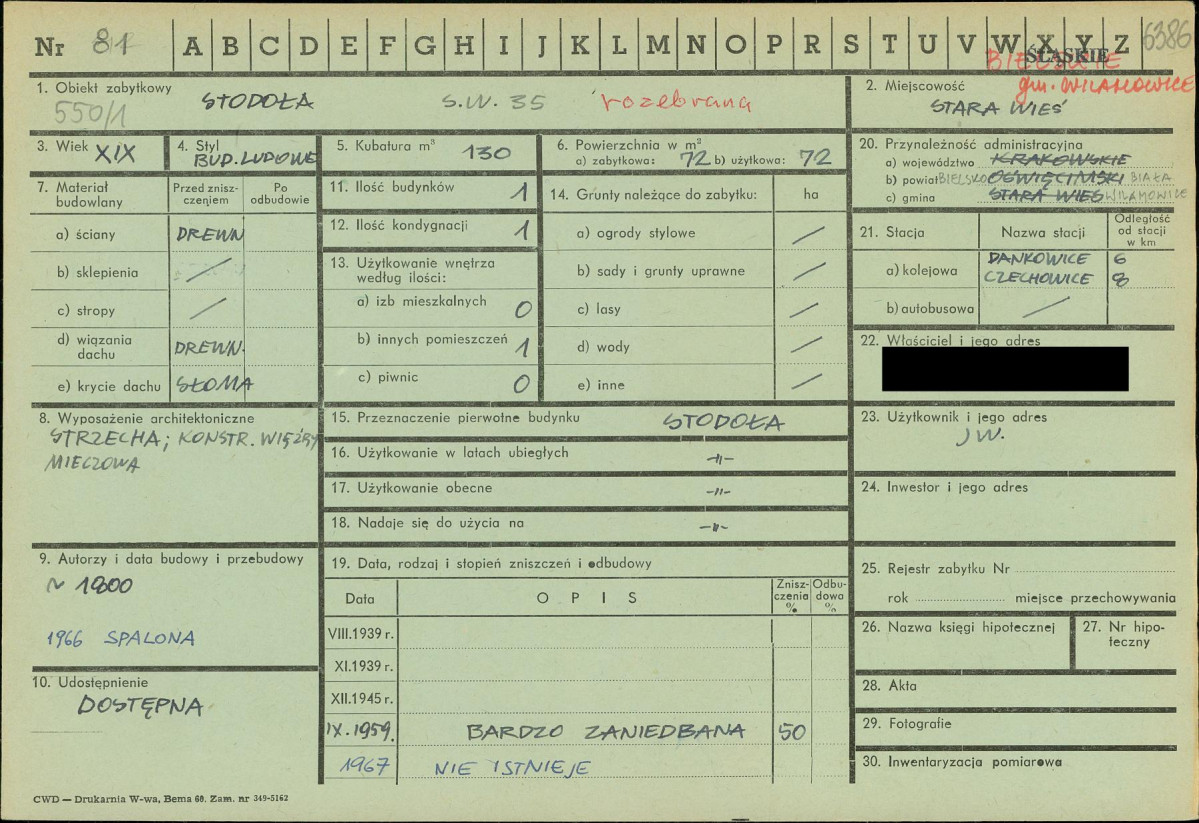 Nr 81 A B C D E F G H I J K L M N O P R S T U V W X Y Z 6386
BIELSKIE ŚLĄSKIE
gm. WILAMOWICE
1. Obiekt zabytkowy
550/1
STODOŁA S.W. 35 rozebrana
2. Miejscowość
STARA WIEŚ
3. Wiek XIX
4. Styl
BUD. LUDOWE
5. Kubatura m³ 130
6. Powierzchnia w m²
a) zabytkowa: 72 b) użytkowa: 72
20. Przynależność administracyjna
a) województwo KRAKOWSKIE
b) powiat BIELSKO OŚWIĘCIMSKI BIAŁA
c) gmina STARA WIEŚ WILAMOWICE
7. Materiał budowlany
Przed zniszczeniem
Po odbudowie
a) ściany DREWN
b) sklepienia /
c) stropy /
d) wiązania dachu DREWN.
e) krycie dachu SŁOMA
11. Ilość budynków 1
12. Ilość kondygnacji 1
13. Użytkowanie wnętrza
według ilości:
a) izb mieszkalnych 0
b) innych pomieszczeń 1
c) piwnic 0
14. Grunty należące do zabytku: ha
a) ogrody stylowe /
b) sady i grunty uprawne /
c) lasy /
d) wody /
e) inne /
21. Stacja Nazwa stacji Odległość od stacji w km
a) kolejowa DANKOWICE 6
CZECHOWICE 8
b) autobusowa /
22. Właściciel i jego adres
8. Wyposażenie architektoniczne
STRZECHA; KONSTR. WIĘŹBY
MIECZOWA
15. Przeznaczenie pierwotne budynku STODOŁA
16. Użytkowanie w latach ubiegłych -"-
17. Użytkowanie obecne -"-
18. Nadaje się do użycia na -"-
23. Użytkownik i jego adres
JW.
24. Inwestor i jego adres
9. Autorzy i data budowy i przebudowy
~ 1800
1966 SPALONA
10. Udostępnienie
DOSTĘPNA
19. Data, rodzaj i stopień zniszczeń i odbudowy
Data OPIS Zniszczenia % Odbudowa %
VIII.1939 r.
XI.1939 r.
XII.1945 r.
IX.1959. BARDZO ZANIEDBANA 50
1967 NIE ISTNIEJE
25. Rejestr zabytku Nr
rok miejsce przechowywania
26. Nazwa księgi hipotecznej
27. Nr hipoteczny
28. Akta
29. Fotografie
30. Inwentaryzacja pomiarowa
CWD — Drukarnia W-wa, Bema 60. Zam. nr 349-5162